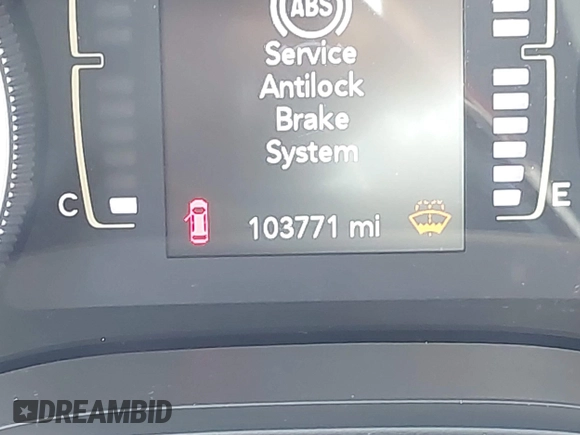 ABS
Service
Antilock
Brake
System
C
E
103771 mi
DREAMBID